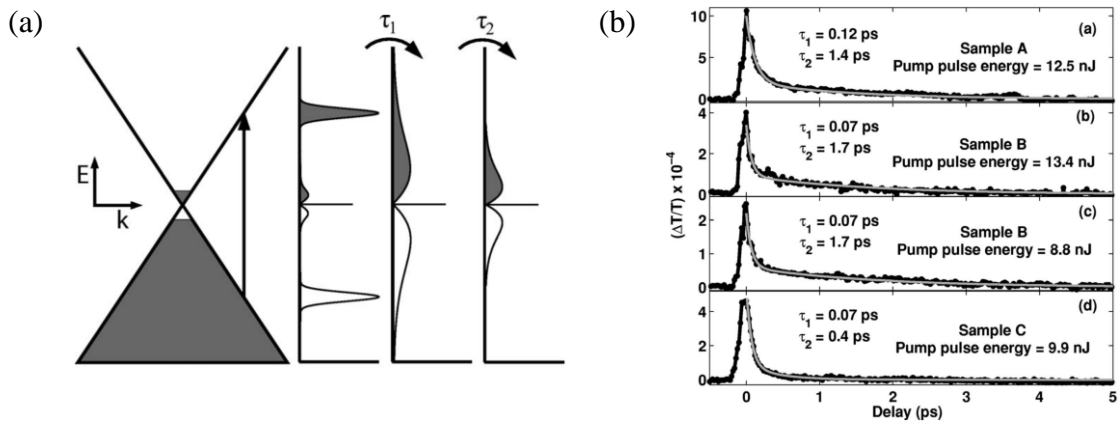 (a)
τ₁
τ₂
E
k
(b)
(a)
10
5
0
τ₁ = 0.12 ps
τ₂ = 1.4 ps
Sample A
Pump pulse energy = 12.5 nJ
(b)
4
2
0
τ₁ = 0.07 ps
τ₂ = 1.7 ps
Sample B
Pump pulse energy = 13.4 nJ
(c)
2
1
0
τ₁ = 0.07 ps
τ₂ = 1.7 ps
Sample B
Pump pulse energy = 8.8 nJ
(d)
4
2
0
τ₁ = 0.07 ps
τ₂ = 0.4 ps
Sample C
Pump pulse energy = 9.9 nJ
(ΔT/T) x 10⁻⁴
0 1 2 3 4 5
Delay (ps)